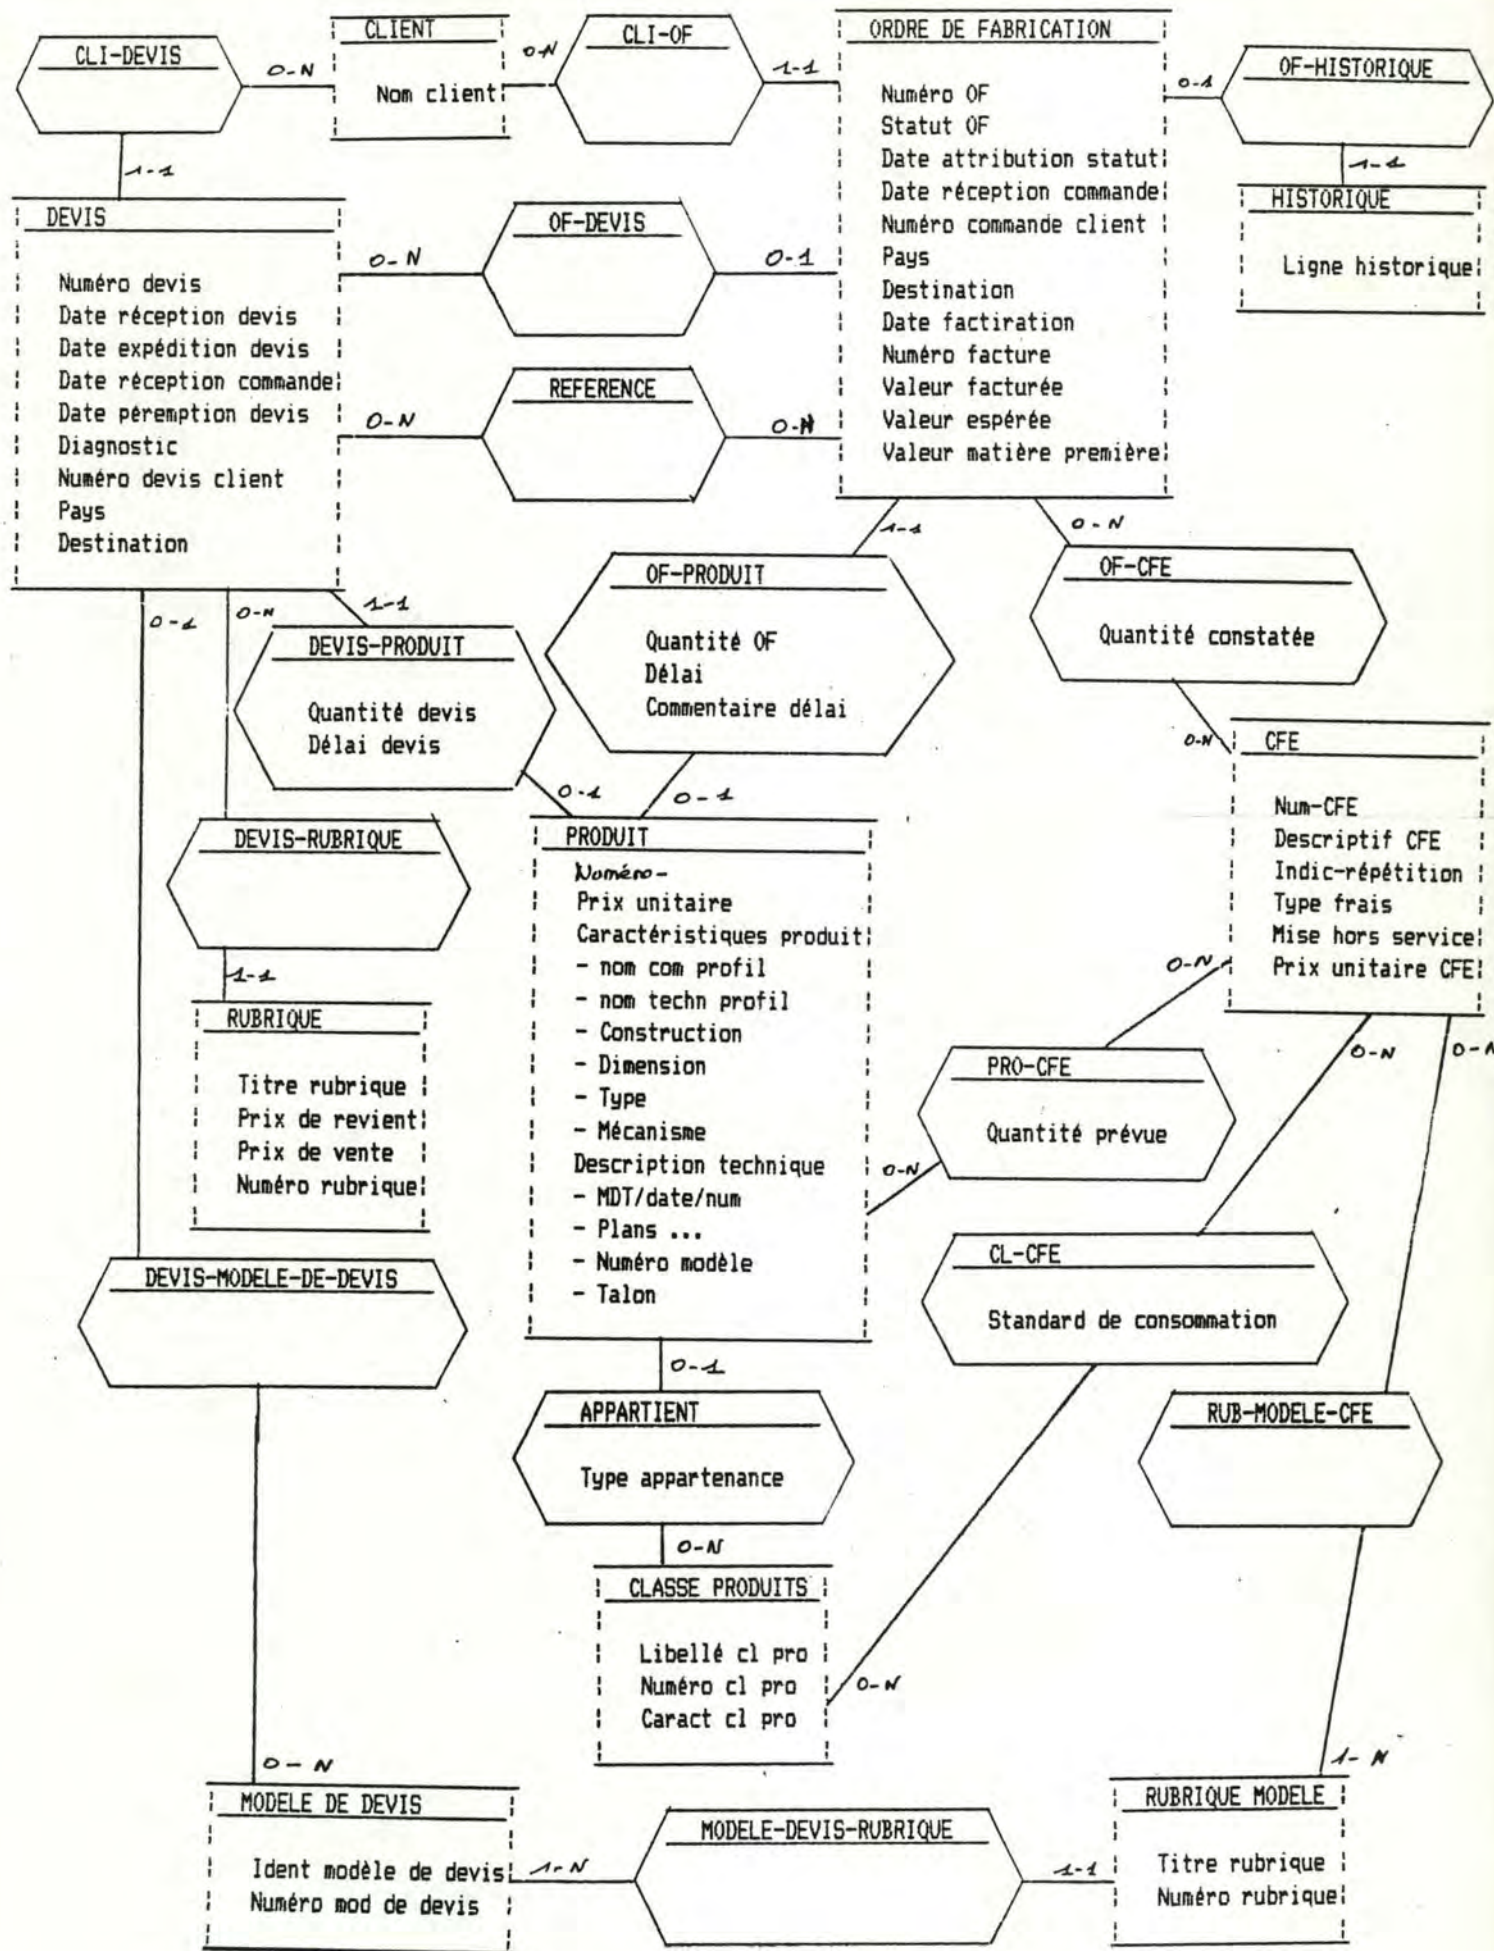 CLI-DEVIS
0-N
CLIENT
Nom client
0-N
CLI-OF
1-1
ORDRE DE FABRICATION
Numéro OF
Statut OF
Date attribution statut
Date réception commande
Numéro commande client
Pays
Destination
Date factiration
Numéro facture
Valeur facturée
Valeur espérée
Valeur matière première
0-1
OF-HISTORIQUE
1-1
HISTORIQUE
Ligne historique
1-1
DEVIS
Numéro devis
Date réception devis
Date expédition devis
Date réception commande
Date péremption devis
Diagnostic
Numéro devis client
Pays
Destination
0-N
OF-DEVIS
0-1
0-N
REFERENCE
0-N
1-1
0-N
0-1
0-N
1-1
DEVIS-PRODUIT
Quantité devis
Délai devis
OF-PRODUIT
Quantité OF
Délai
Commentaire délai
OF-CFE
Quantité constatée
0-N
CFE
Num-CFE
Descriptif CFE
Indic-répétition
Type frais
Mise hors service
Prix unitaire CFE
0-1
0-1
DEVIS-RUBRIQUE
1-1
RUBRIQUE
Titre rubrique
Prix de revient
Prix de vente
Numéro rubrique
PRODUIT
Numéro-
Prix unitaire
Caractéristiques produit
- nom com profil
- nom techn profil
- Construction
- Dimension
- Type
- Mécanisme
Description technique
- MDT/date/num
- Plans ...
- Numéro modèle
- Talon
0-N
PRO-CFE
Quantité prévue
0-N
0-N
0-N
CL-CFE
Standard de consommation
DEVIS-MODELE-DE-DEVIS
0-1
APPARTIENT
Type appartenance
0-N
RUB-MODELE-CFE
CLASSE PRODUITS
Libellé cl pro
Numéro cl pro
Caract cl pro
0-N
0-N
MODELE DE DEVIS
Ident modèle de devis
Numéro mod de devis
1-N
MODELE-DEVIS-RUBRIQUE
1-1
1-N
RUBRIQUE MODELE
Titre rubrique
Numéro rubrique